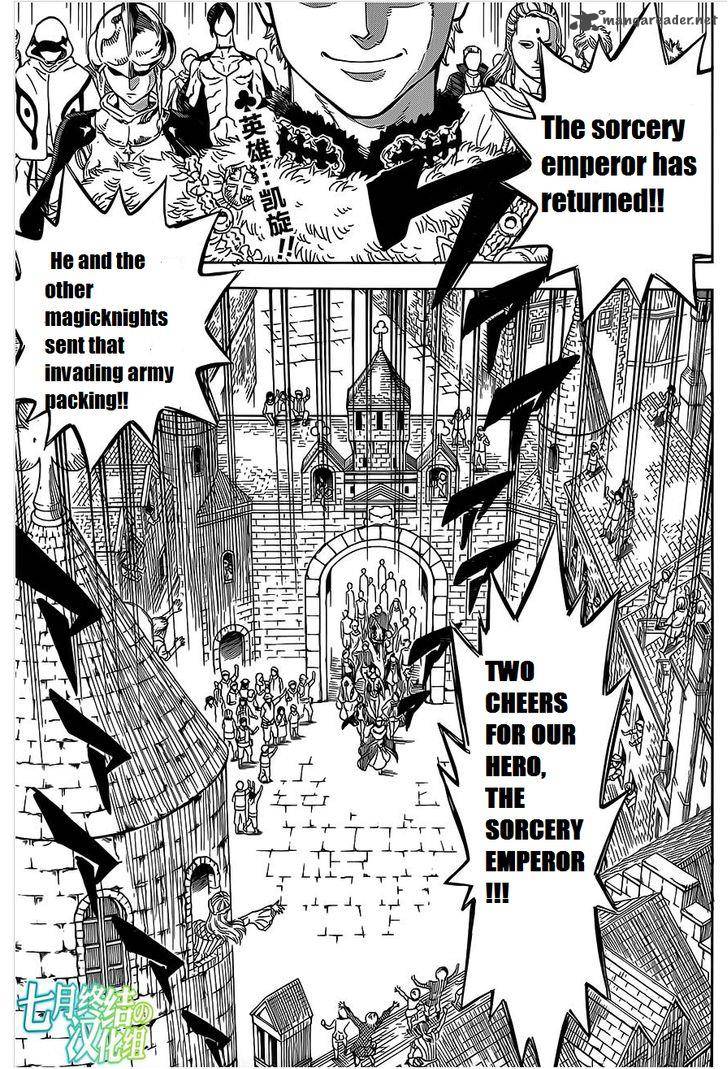 mangareader.net
The sorcery
emperor has
returned!!
英雄…凱旋!!
He and the
other
magicknights
sent that
invading army
packing!!
TWO
CHEERS
FOR OUR
HERO,
THE
SORCERY
EMPEROR
!!!
七月终结の
汉化组